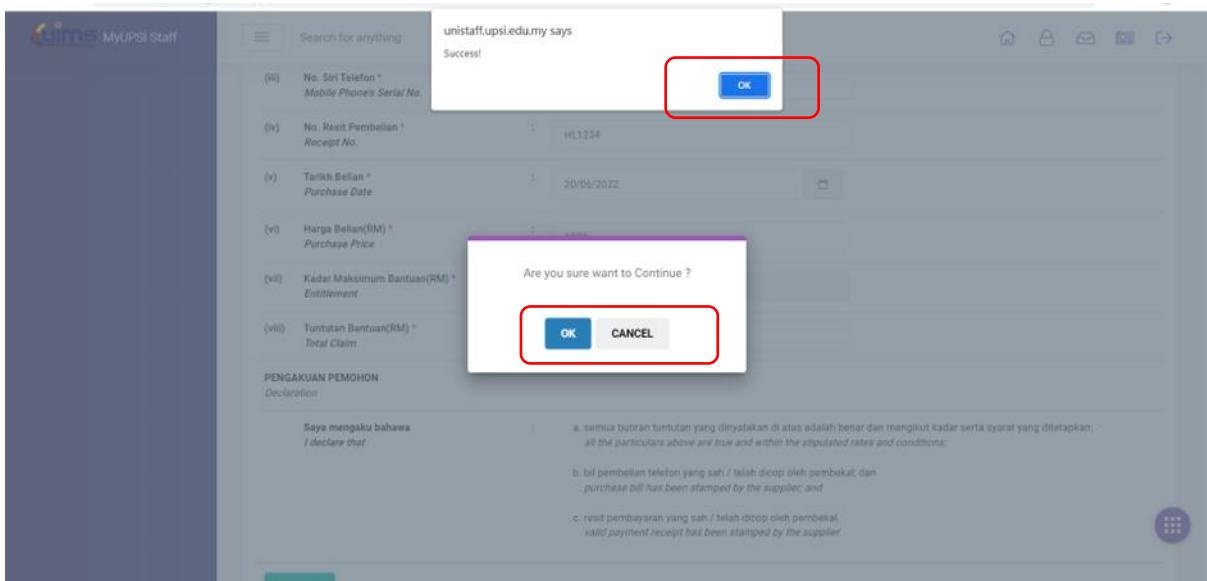 uims MyUPSI Staff
Search for anything
unistaff.upsi.edu.my says
Success!
OK
(iii) No. Siri Telefon *
Mobile Phone's Serial No.
(iv) No. Resit Pembelian * : HL1234
Receipt No.
(v) Tarikh Belian * : 20/06/2022
Purchase Date
(vi) Harga Belian(RM) * :
Purchase Price
Are you sure want to Continue ?
(vii) Kadar Maksimum Bantuan(RM) *
Entitlement
OK CANCEL
(viii) Tuntutan Bantuan(RM) *
Total Claim
PENGAKUAN PEMOHON
Declaration
Saya mengaku bahawa :
I declare that
a. semua butiran tuntutan yang dinyatakan di atas adalah benar dan mengikut kadar serta syarat yang ditetapkan;
all the particulars above are true and within the stipulated rates and conditions;
b. bil pembelian telefon yang sah / telah dicop oleh pembekal; dan
purchase bill has been stamped by the supplier; and
c. resit pembayaran yang sah / telah dicop oleh pembekal.
valid payment receipt has been stamped by the supplier